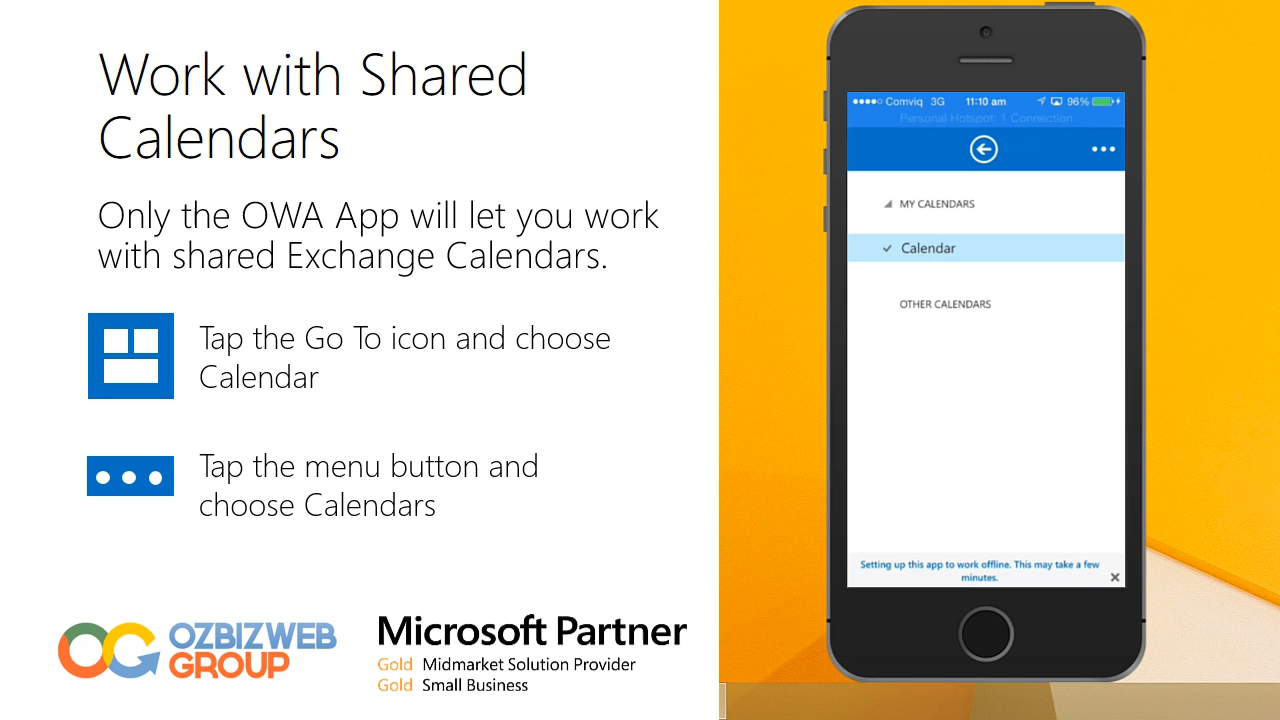 Work with Shared
Calendars
Only the OWA App will let you work
with shared Exchange Calendars.
Tap the Go To icon and choose
Calendar
Tap the menu button and
choose Calendars
OG OZBIZWEB
GROUP
Microsoft Partner
Gold Midmarket Solution Provider
Gold Small Business
Comviq 3G 11:10 am 96%
Personal Hotspot: 1 Connection
MY CALENDARS
Calendar
OTHER CALENDARS
Setting up this app to work offline. This may take a few
minutes.